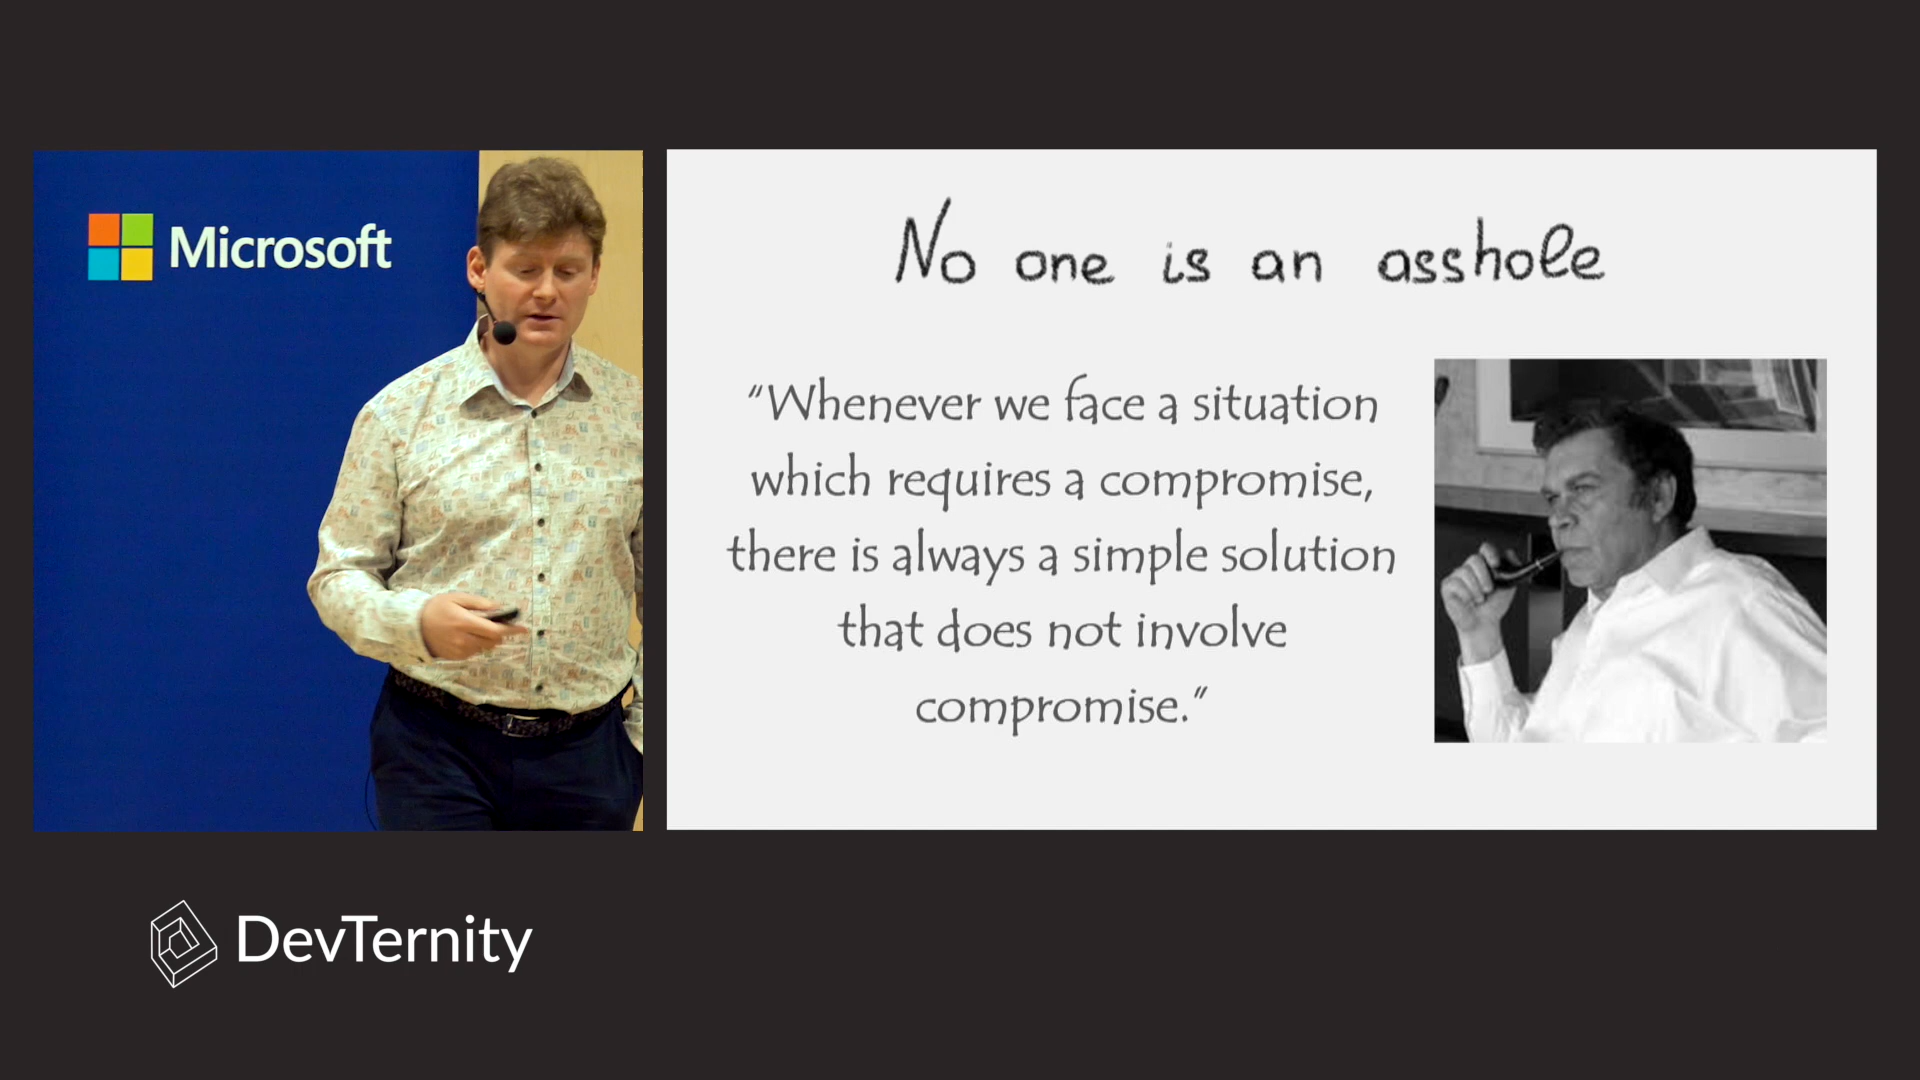 Microsoft
No one is an asshole
“Whenever we face a situation
which requires a compromise,
there is always a simple solution
that does not involve
compromise.”
DevTernity